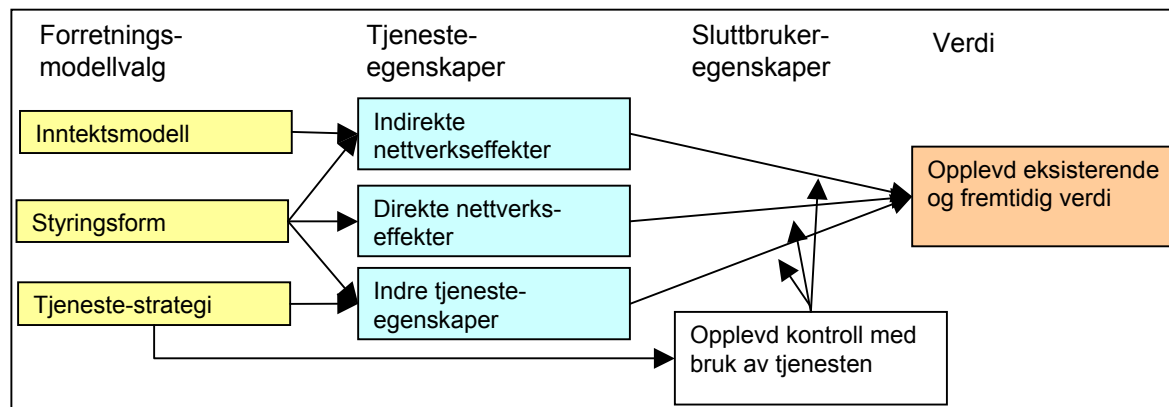 Forretnings-
modellvalg
Tjeneste-
egenskaper
Sluttbruker-
egenskaper
Verdi
Inntektsmodell
Indirekte
nettverkseffekter
Opplevd eksisterende
og fremtidig verdi
Styringsform
Direkte nettverks-
effekter
Tjeneste-strategi
Indre tjeneste-
egenskaper
Opplevd kontroll med
bruk av tjenesten